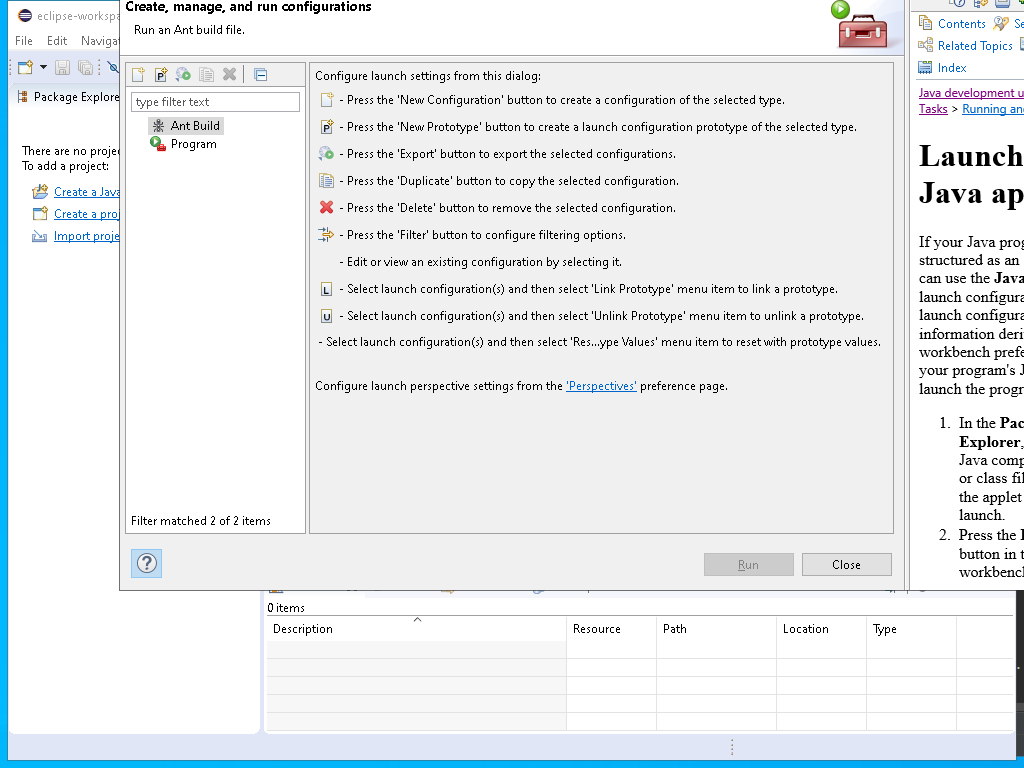 eclipse-workspa
Create, manage, and run configurations
Run an Ant build file.
File Edit Navigat
Package Explore
There are no projec
To add a project:
Create a Java
Create a proj
Import proje
type filter text
Ant Build
Program
Filter matched 2 of 2 items
Configure launch settings from this dialog:
- Press the 'New Configuration' button to create a configuration of the selected type.
- Press the 'New Prototype' button to create a launch configuration prototype of the selected type.
- Press the 'Export' button to export the selected configurations.
- Press the 'Duplicate' button to copy the selected configuration.
- Press the 'Delete' button to remove the selected configuration.
- Press the 'Filter' button to configure filtering options.
- Edit or view an existing configuration by selecting it.
L - Select launch configuration(s) and then select 'Link Prototype' menu item to link a prototype.
U - Select launch configuration(s) and then select 'Unlink Prototype' menu item to unlink a prototype.
- Select launch configuration(s) and then select 'Res...ype Values' menu item to reset with prototype values.
Configure launch perspective settings from the 'Perspectives' preference page.
Run Close
Contents Se
Related Topics
Index
Java development u
Tasks > Running and
Launch
Java ap
If your Java prog
structured as an
can use the Java
launch configura
launch configura
information deri
workbench prefe
your program's J
launch the progr
1. In the Pac
Explorer,
Java comp
or class fil
the applet
launch.
2. Press the
button in t
workbench
0 items
Description Resource Path Location Type